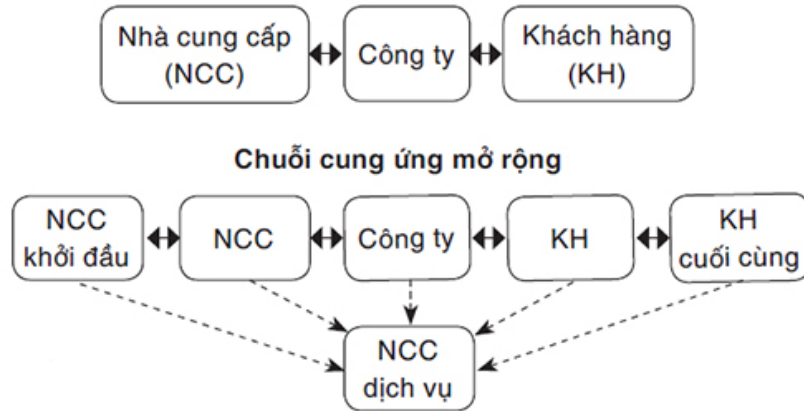 Nhà cung cấp
(NCC)
Công ty
Khách hàng
(KH)
Chuỗi cung ứng mở rộng
NCC
khởi đầu
NCC
Công ty
KH
KH
cuối cùng
NCC
dịch vụ